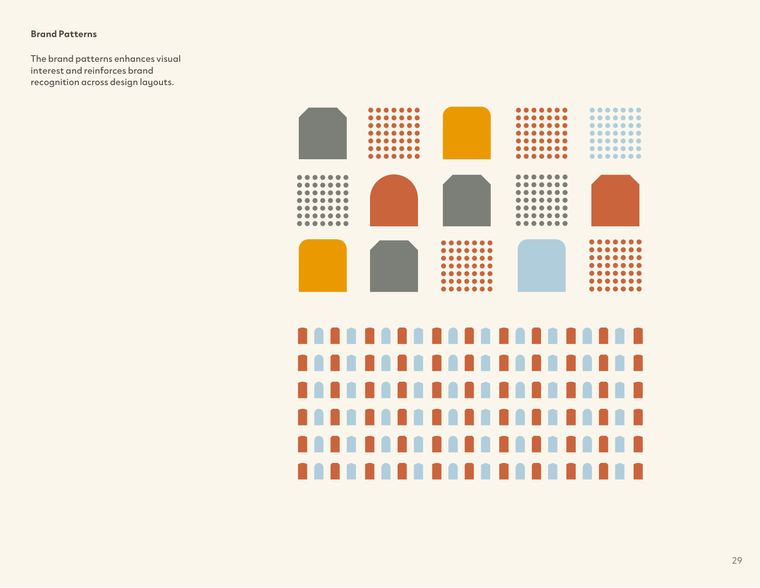 Brand Patterns
The brand patterns enhances visual
interest and reinforces brand
recognition across design layouts.
29